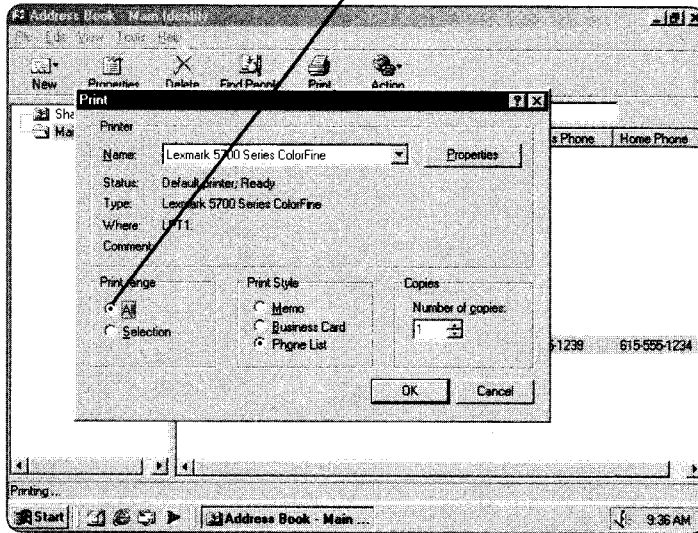 Address Book - Main Identity
File Edit View Tools Help
New Properties Delete Find People Print Action
Print
Sha
Mai
s Phone Home Phone
Printer
Name: Lexmark 5700 Series ColorFine Properties
Status: Default printer; Ready
Type: Lexmark 5700 Series ColorFine
Where: LPT1:
Comment:
Print range Print Style Copies
All Memo Number of copies:
Selection Business Card 1
Phone List
5-1239 615-555-1234
OK Cancel
Printing...
Start Address Book - Main ... 9:36 AM